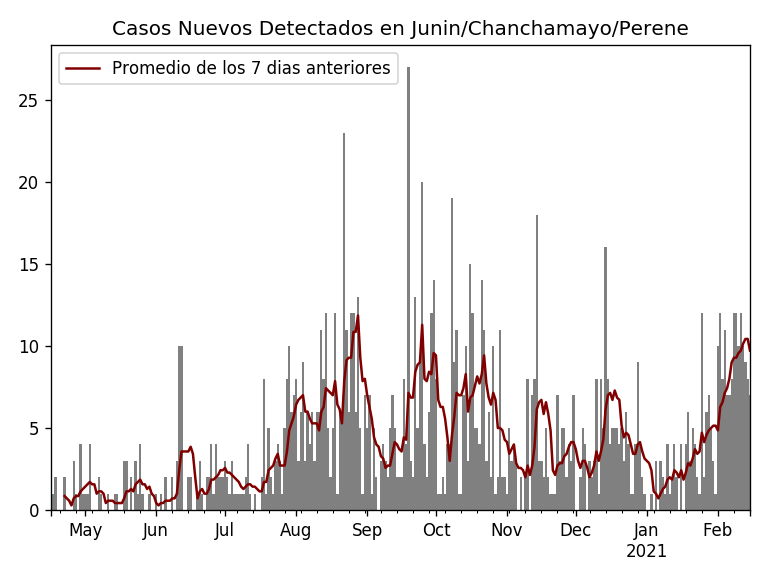 Casos Nuevos Detectados en Junin/Chanchamayo/Perene
Promedio de los 7 dias anteriores
25
20
15
10
5
0
May Jun Jul Aug Sep Oct Nov Dec Jan Feb
2021